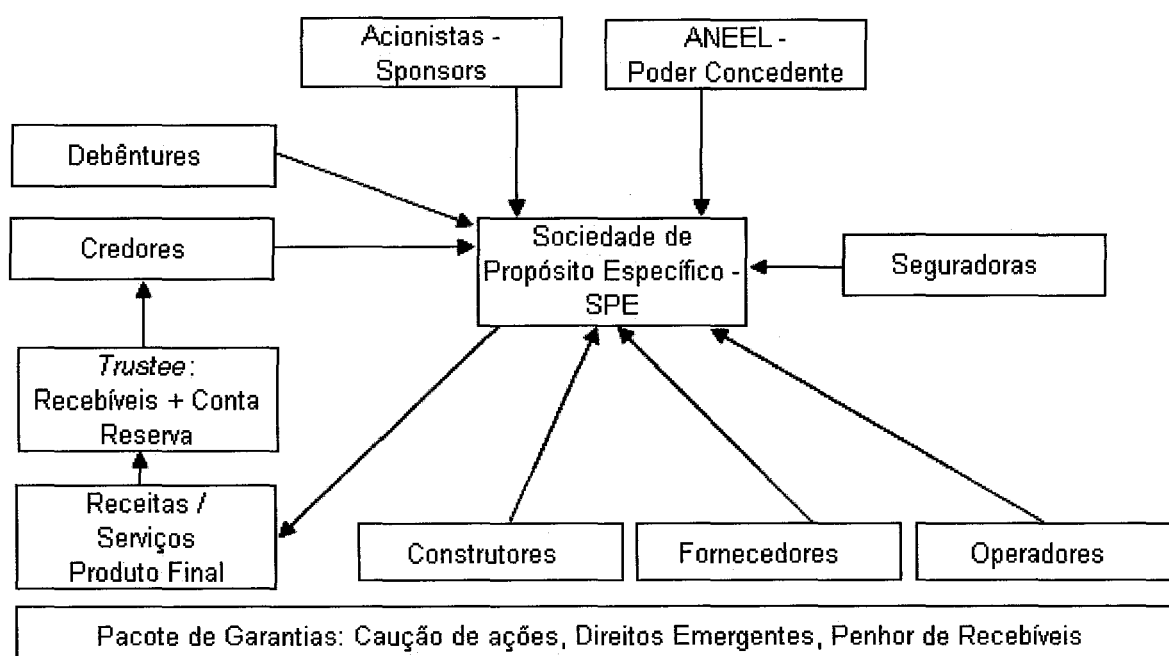 Acionistas -
Sponsors
ANEEL -
Poder Concedente
Debêntures
Credores
Sociedade de
Propósito Específico -
SPE
Seguradoras
Trustee:
Recebíveis + Conta
Reserva
Receitas /
Serviços
Produto Final
Construtores
Fornecedores
Operadores
Pacote de Garantias: Caução de ações, Direitos Emergentes, Penhor de Recebíveis